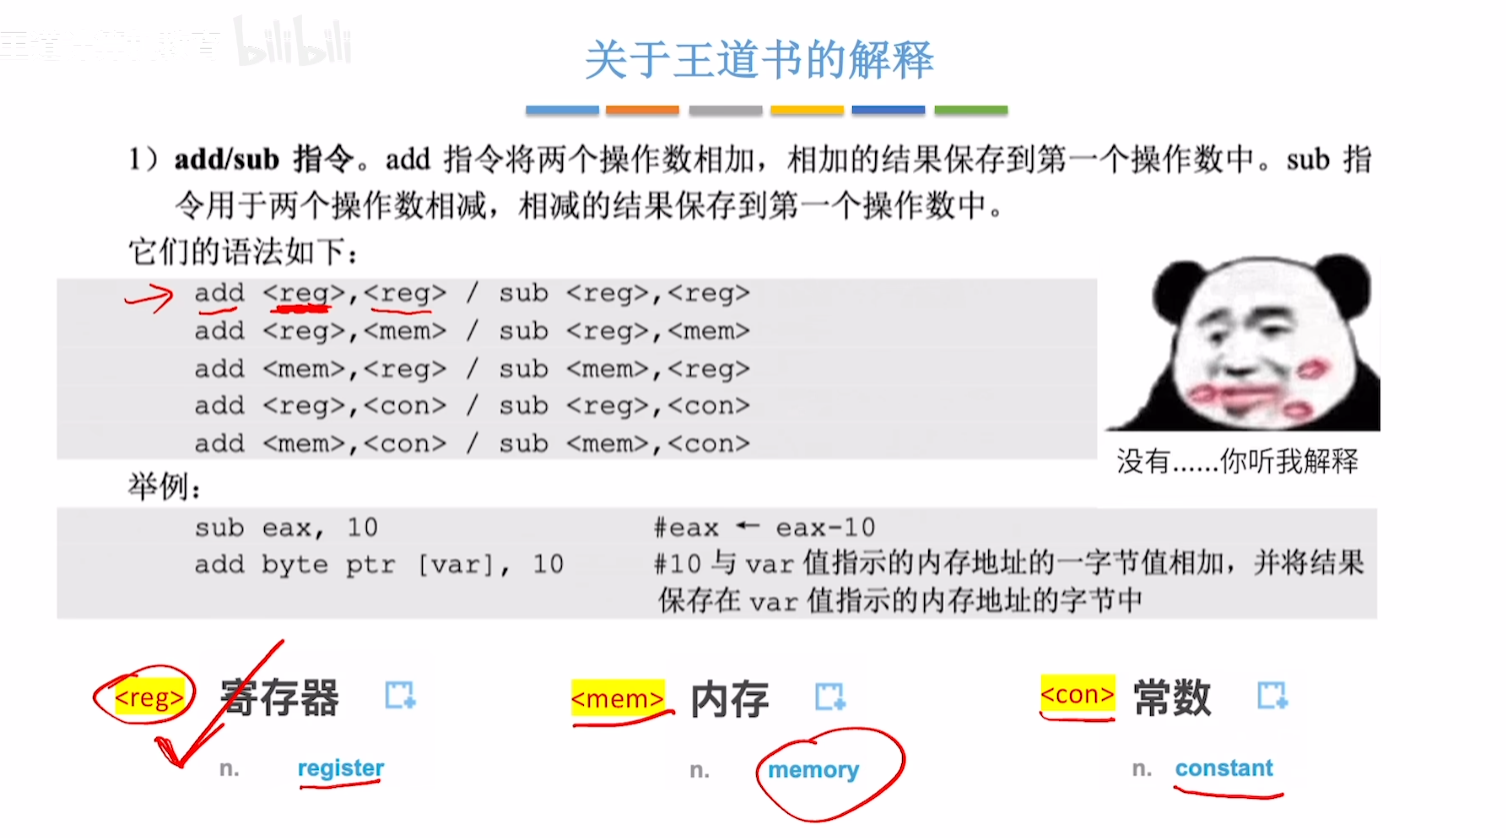 bilibili
关于王道书的解释
1）add/sub 指令。add 指令将两个操作数相加，相加的结果保存到第一个操作数中。sub 指
令用于两个操作数相减，相减的结果保存到第一个操作数中。
它们的语法如下：
add <reg>,<reg> / sub <reg>,<reg>
add <reg>,<mem> / sub <reg>,<mem>
add <mem>,<reg> / sub <mem>,<reg>
add <reg>,<con> / sub <reg>,<con>
add <mem>,<con> / sub <mem>,<con>
没有......你听我解释
举例：
sub eax, 10 #eax ← eax-10
add byte ptr [var], 10 #10 与 var 值指示的内存地址的一字节值相加，并将结果
保存在 var 值指示的内存地址的字节中
<reg> 寄存器 <mem> 内存 <con> 常数
n. register n. memory n. constant